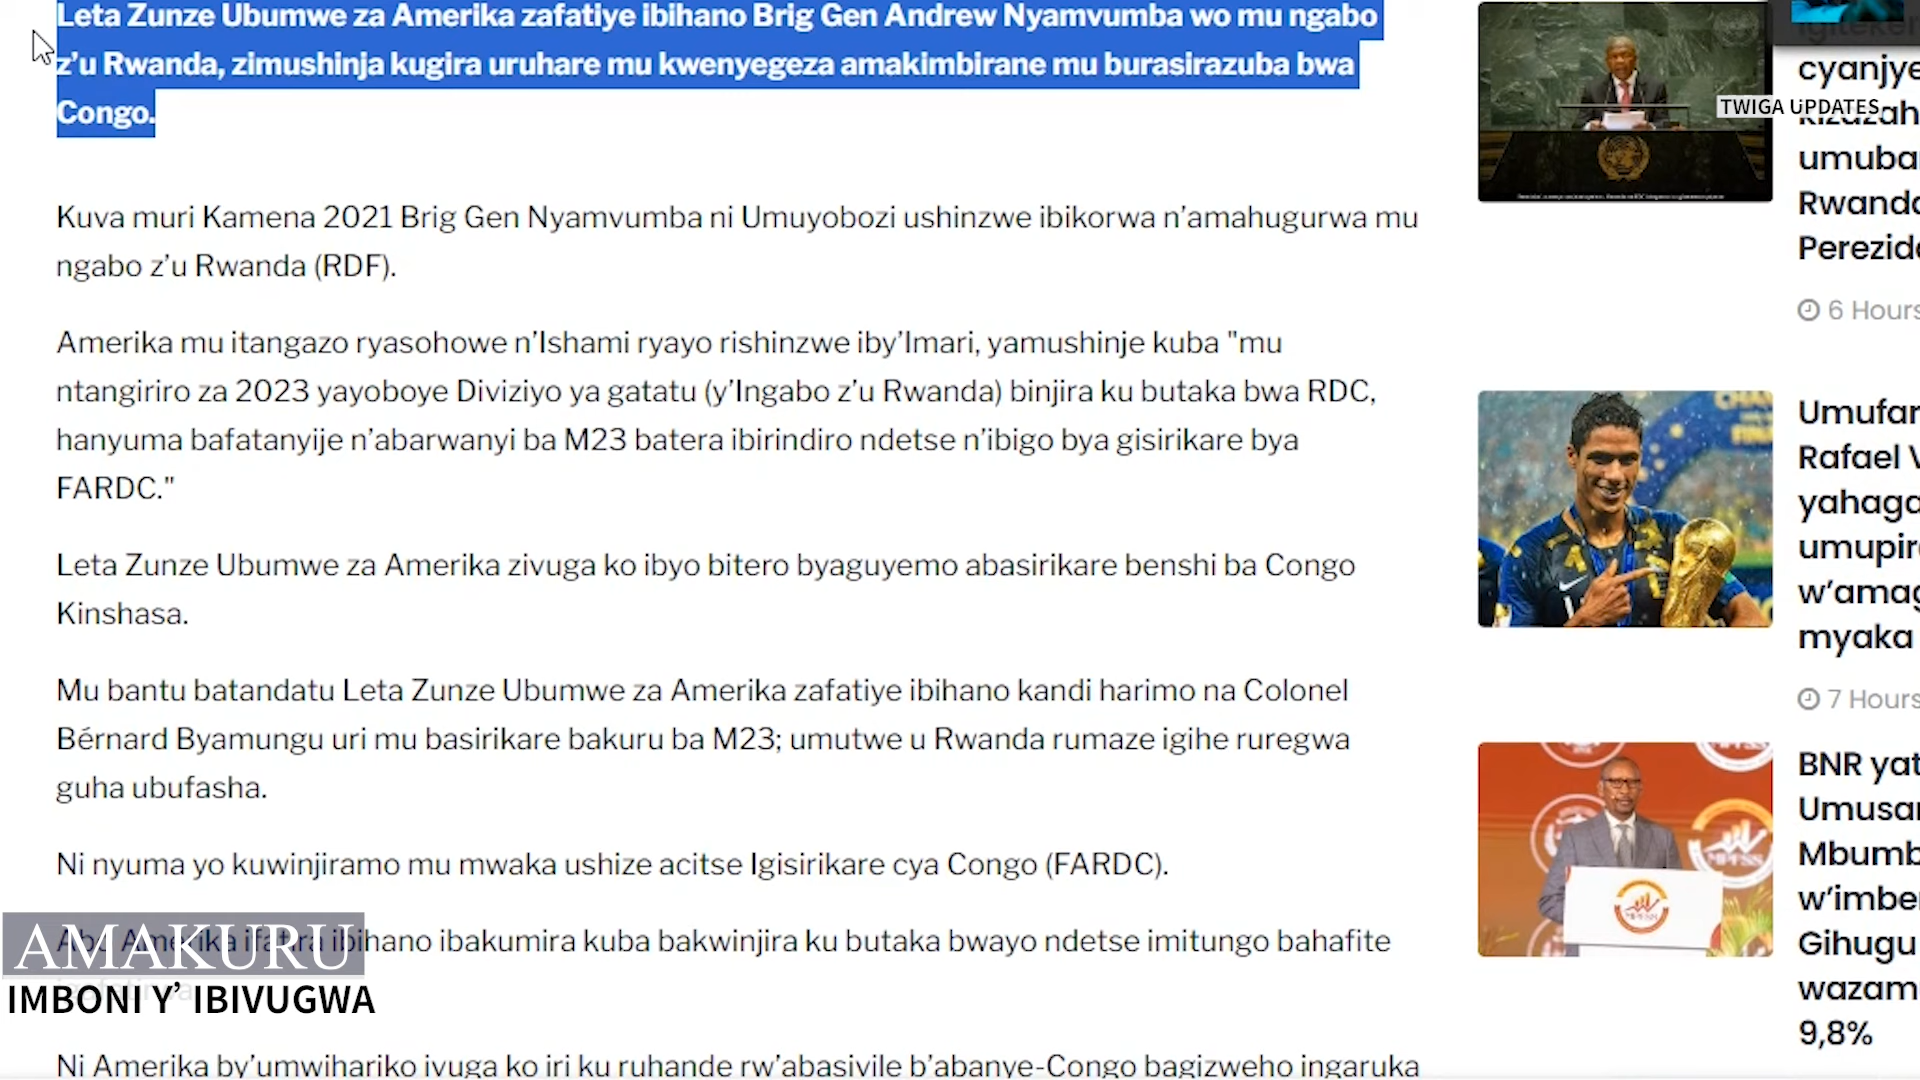 Leta Zunze Ubumwe za Amerika zafatiye ibihano Brig Gen Andrew Nyamvumba wo mu ngabo
z’u Rwanda, zimushinja kugira uruhare mu kwenyegeza amakimbirane mu burasirazuba bwa
Congo.
Kuva muri Kamena 2021 Brig Gen Nyamvumba ni Umuyobozi ushinzwe ibikorwa n’amahugurwa mu
ngabo z’u Rwanda (RDF).
Amerika mu itangazo ryasohowe n’Ishami ryayo rishinzwe iby’Imari, yamushinje kuba "mu
ntangiriro za 2023 yayoboye Diviziyo ya gatatu (y’Ingabo z’u Rwanda) binjira ku butaka bwa RDC,
hanyuma bafatanyije n’abarwanyi ba M23 batera ibirindiro ndetse n’ibigo bya gisirikare bya
FARDC."
Leta Zunze Ubumwe za Amerika zivuga ko ibyo bitero byaguyemo abasirikare benshi ba Congo
Kinshasa.
Mu bantu batandatu Leta Zunze Ubumwe za Amerika zafatiye ibihano kandi harimo na Colonel
Bérnard Byamungu uri mu basirikare bakuru ba M23; umutwe u Rwanda rumaze igihe ruregwa
guha ubufasha.
Ni nyuma yo kuwinjiramo mu mwaka ushize acitse Igisirikare cya Congo (FARDC).
Abo Amerika ifatira ibihano ibakumira kuba bakwinjira ku butaka bwayo ndetse imitungo bahafite
Ni Amerika by’umwihariko ivuga ko iri ku ruhande rw’abasivile b’abanye-Congo bagizweho ingaruka
AMAKURU
IMBONI Y’ IBIVUGWA
TWIGA UPDATES
cyanjye
umuba
Rwanda
Perezid
6 Hours
Umufar
Rafael V
yahaga
umupir
w’amag
myaka
7 Hours
BNR yat
Umusar
Mbumb
w’imber
Gihugu
wazam
9,8%